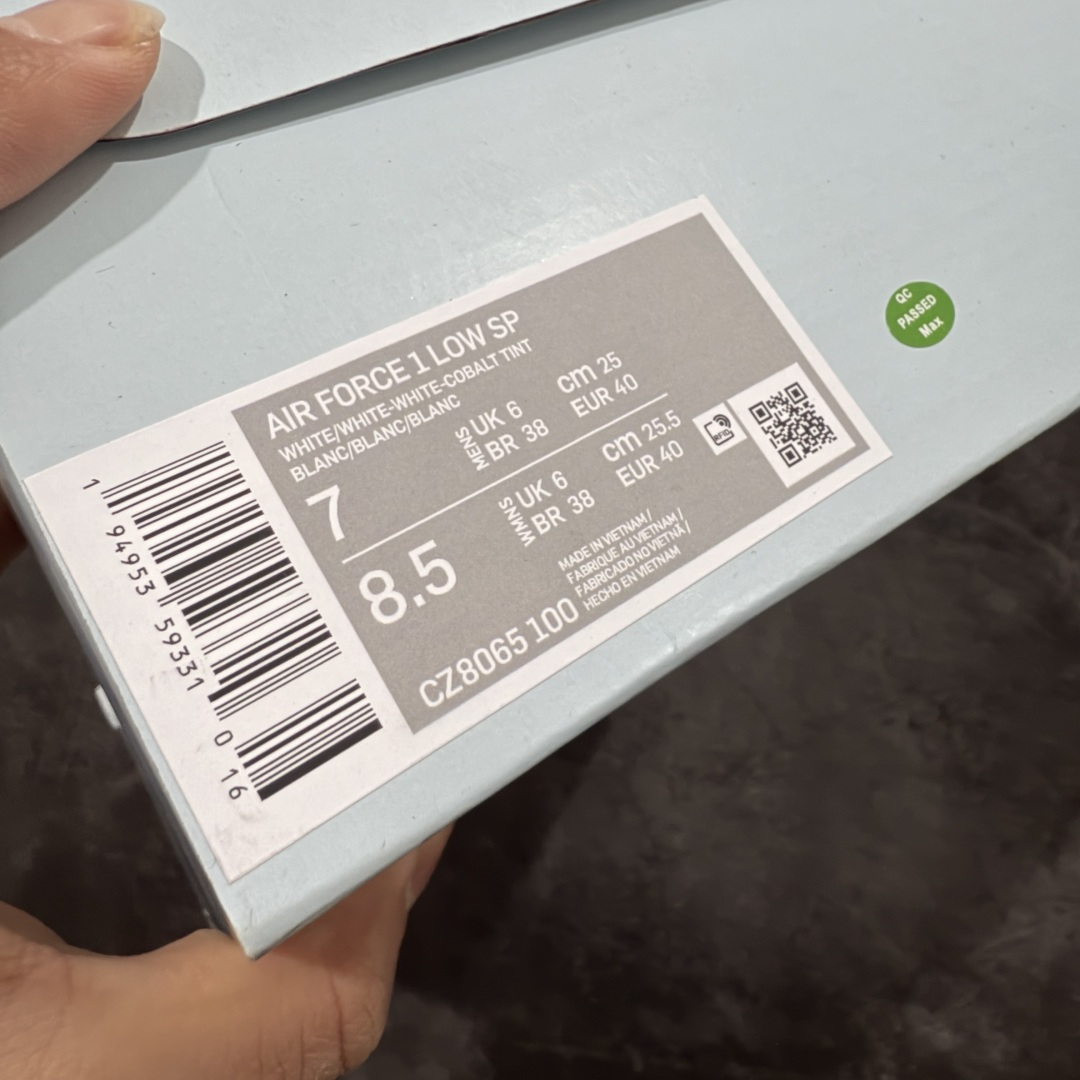 AIR FORCE 1 LOW SP
WHITE/WHITE-WHITE-COBALT TINT
BLANC/BLANC/BLANC
7
MENS
UK 6
BR 38
cm 25
EUR 40
8.5
WMNS
UK 6
BR 38
cm 25.5
EUR 40
RFID
MADE IN VIETNAM /
FABRIQUE AU VIETNAM /
FABRICADO NO VIETNÃ /
HECHO EN VIETNAM
CZ8065 100
1 94953 59331 0 16
QC
PASSED
Max